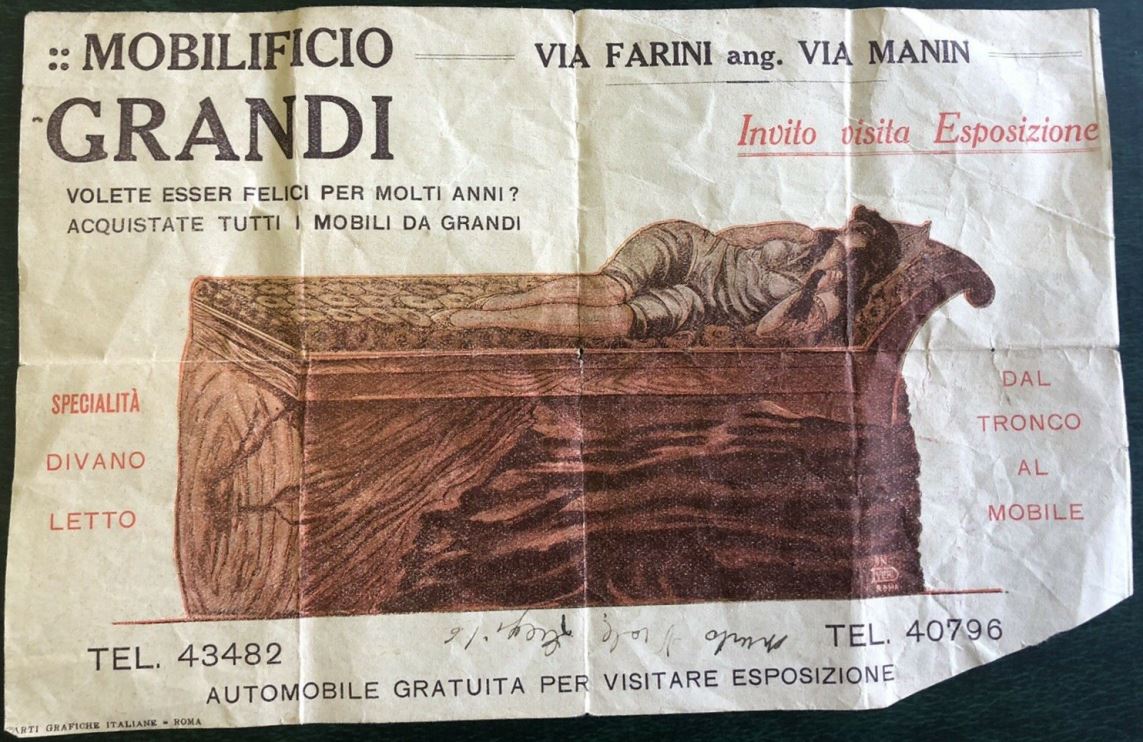 :: MOBILIFICIO
GRANDI
VIA FARINI ang. VIA MANIN
Invito visita Esposizione
VOLETE ESSER FELICI PER MOLTI ANNI?
ACQUISTATE TUTTI I MOBILI DA GRANDI
SPECIALITÀ
DIVANO
LETTO
DAL
TRONCO
AL
MOBILE
TEL. 43482
TEL. 40796
AUTOMOBILE GRATUITA PER VISITARE ESPOSIZIONE
ARTI GRAFICHE ITALIANE = ROMA